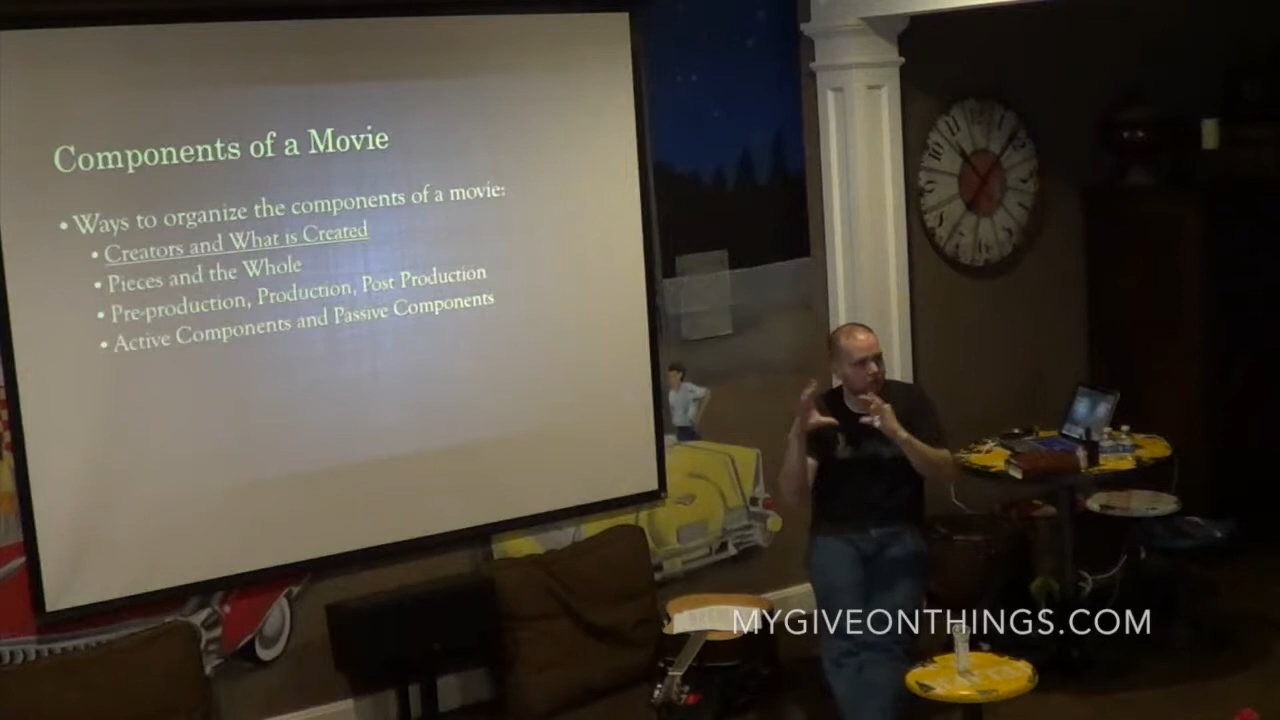 Components of a Movie
• Ways to organize the components of a movie:
• Creators and What is Created
• Pieces and the Whole
• Pre-production, Production, Post Production
• Active Components and Passive Components
MYGIVEONTHINGS.COM